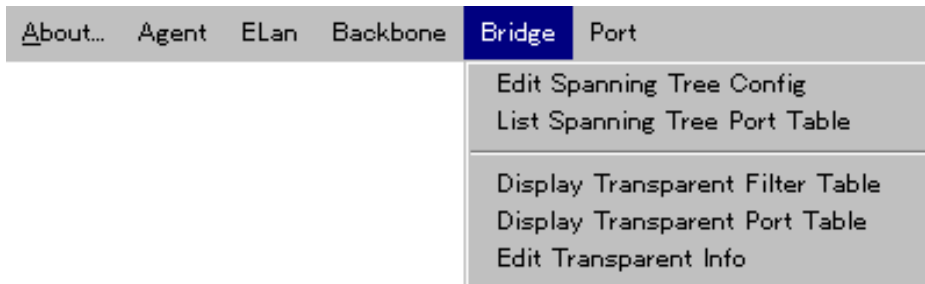 About... Agent ELan Backbone Bridge Port
Edit Spanning Tree Config
List Spanning Tree Port Table
Display Transparent Filter Table
Display Transparent Port Table
Edit Transparent Info